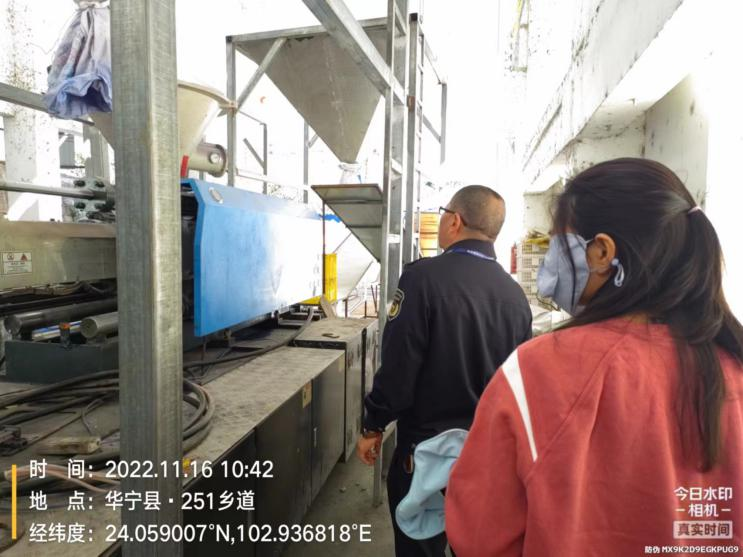 时　间：2022.11.16 10:42
地　点：华宁县·251乡道
经纬度：24.059007°N,102.936818°E
今日水印
-相机-
真实时间
防伪 MX9K2D9EGKPUG9